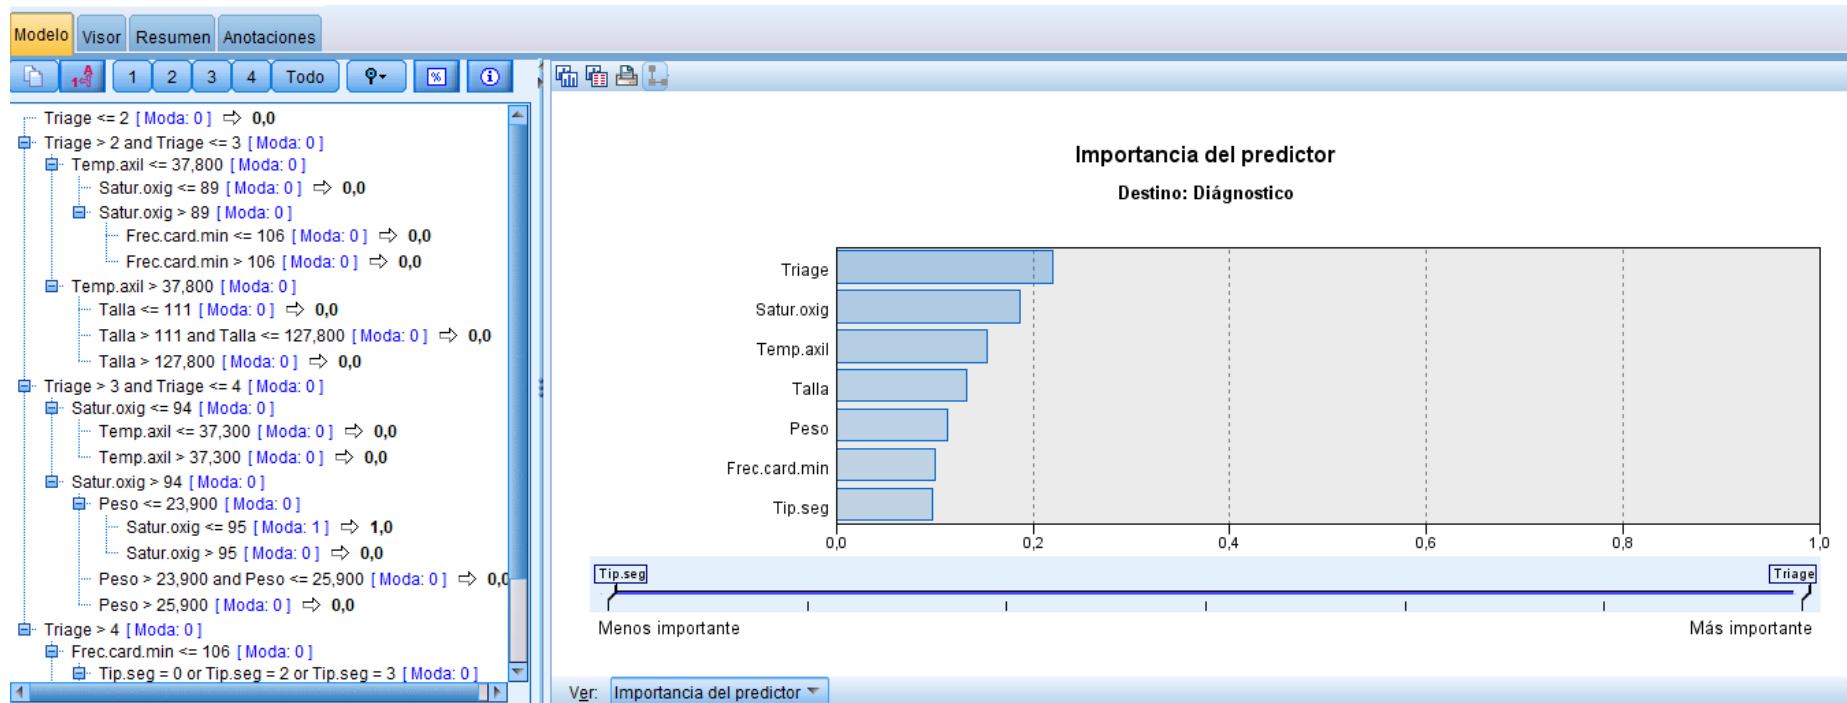 Modelo Visor Resumen Anotaciones
1 2 3 4 Todo
Triage <= 2 [ Moda: 0 ] ⇨ 0,0
Triage > 2 and Triage <= 3 [ Moda: 0 ]
Temp.axil <= 37,800 [ Moda: 0 ]
Satur.oxig <= 89 [ Moda: 0 ] ⇨ 0,0
Satur.oxig > 89 [ Moda: 0 ]
Frec.card.min <= 106 [ Moda: 0 ] ⇨ 0,0
Frec.card.min > 106 [ Moda: 0 ] ⇨ 0,0
Temp.axil > 37,800 [ Moda: 0 ]
Talla <= 111 [ Moda: 0 ] ⇨ 0,0
Talla > 111 and Talla <= 127,800 [ Moda: 0 ] ⇨ 0,0
Talla > 127,800 [ Moda: 0 ] ⇨ 0,0
Triage > 3 and Triage <= 4 [ Moda: 0 ]
Satur.oxig <= 94 [ Moda: 0 ]
Temp.axil <= 37,300 [ Moda: 0 ] ⇨ 0,0
Temp.axil > 37,300 [ Moda: 0 ] ⇨ 0,0
Satur.oxig > 94 [ Moda: 0 ]
Peso <= 23,900 [ Moda: 0 ]
Satur.oxig <= 95 [ Moda: 1 ] ⇨ 1,0
Satur.oxig > 95 [ Moda: 0 ] ⇨ 0,0
Peso > 23,900 and Peso <= 25,900 [ Moda: 0 ] ⇨ 0,0
Peso > 25,900 [ Moda: 0 ] ⇨ 0,0
Triage > 4 [ Moda: 0 ]
Frec.card.min <= 106 [ Moda: 0 ]
Tip.seg = 0 or Tip.seg = 2 or Tip.seg = 3 [ Moda: 0 ]
Importancia del predictor
Destino: Diágnostico
Triage
Satur.oxig
Temp.axil
Talla
Peso
Frec.card.min
Tip.seg
0,0 0,2 0,4 0,6 0,8 1,0
Tip.seg Triage
Menos importante Más importante
Ver: Importancia del predictor